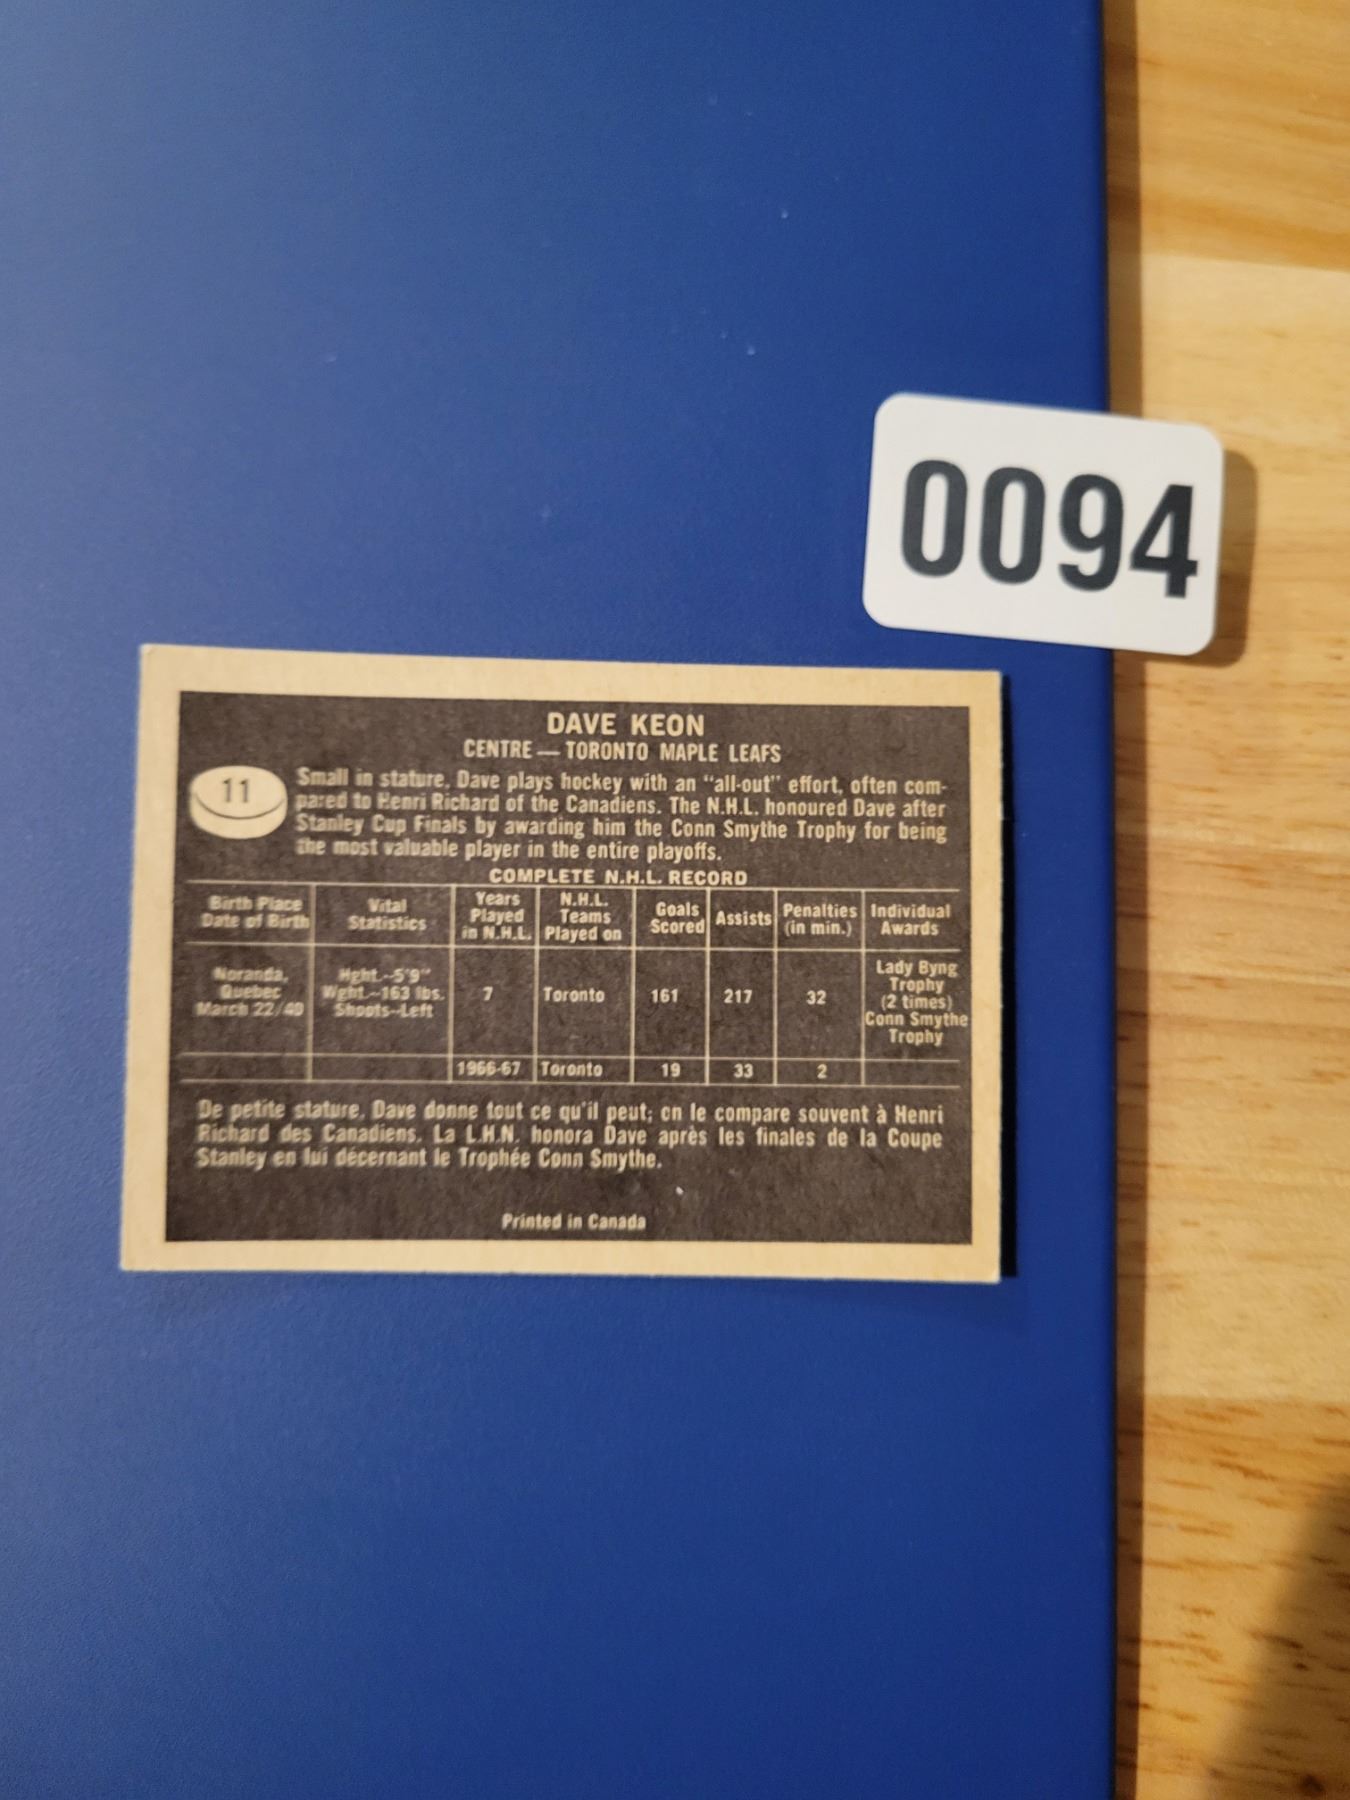 0094
DAVE KEON
CENTRE — TORONTO MAPLE LEAFS
11
Small in stature, Dave plays hockey with an "all-out" effort, often com-
pared to Henri Richard of the Canadiens. The N.H.L. honoured Dave after
Stanley Cup Finals by awarding him the Conn Smythe Trophy for being
the most valuable player in the entire playoffs.
COMPLETE N.H.L. RECORD
Birth Place
Date of Birth
Vital
Statistics
Years
Played
in N.H.L.
N.H.L.
Teams
Played on
Goals
Scored
Assists
Penalties
(in min.)
Individual
Awards
Noranda,
Quebec
March 22/40
Hght.--5'9"
Wght.--163 lbs.
Shoots--Left
7
Toronto
161
217
32
Lady Byng
Trophy
(2 times)
Conn Smythe
Trophy
1966-67
Toronto
19
33
2
De petite stature, Dave donne tout ce qu'il peut; on le compare souvent à Henri
Richard des Canadiens. La L.H.N. honora Dave après les finales de la Coupe
Stanley en lui décernant le Trophée Conn Smythe.
Printed in Canada